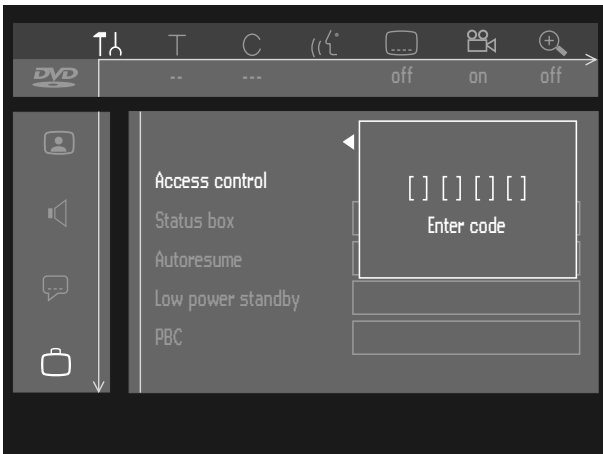 T C
DVD -- --- off on off
Access control
[ ] [ ] [ ] [ ]
Enter code
Status box
Autoresume
Low power standby
PBC